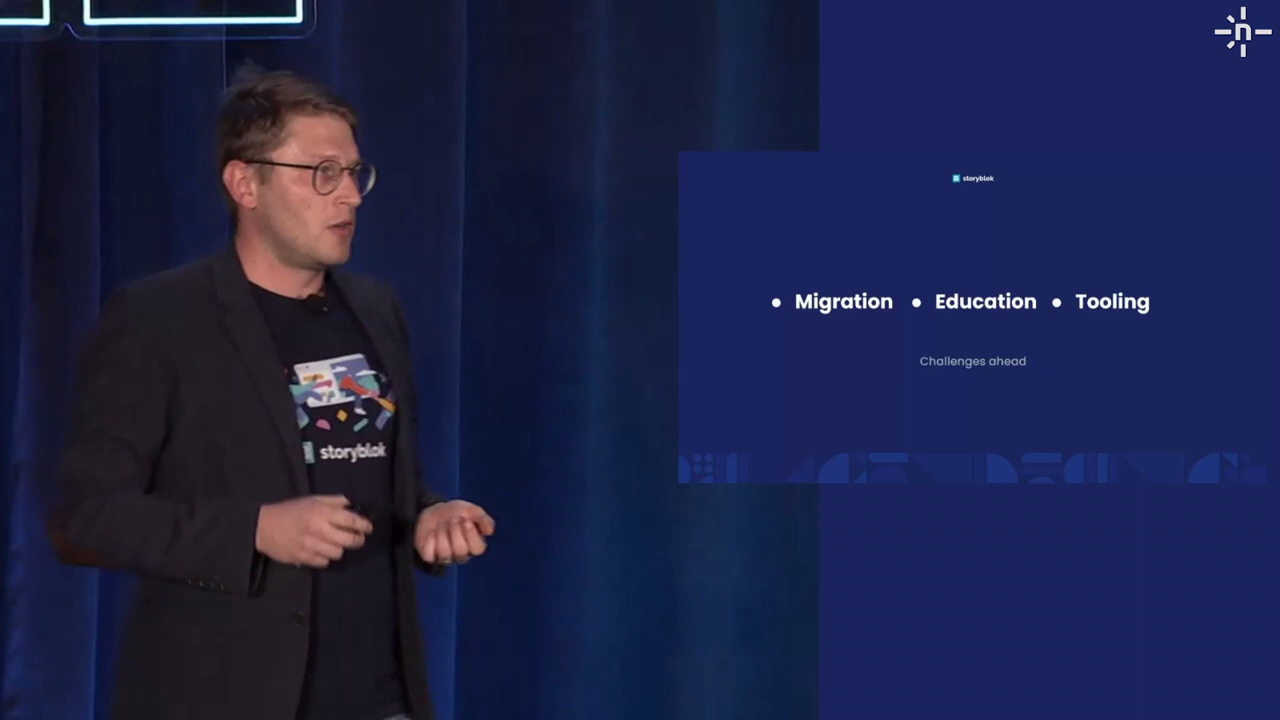 storyblok
● Migration ● Education ● Tooling
Challenges ahead
storyblok
n